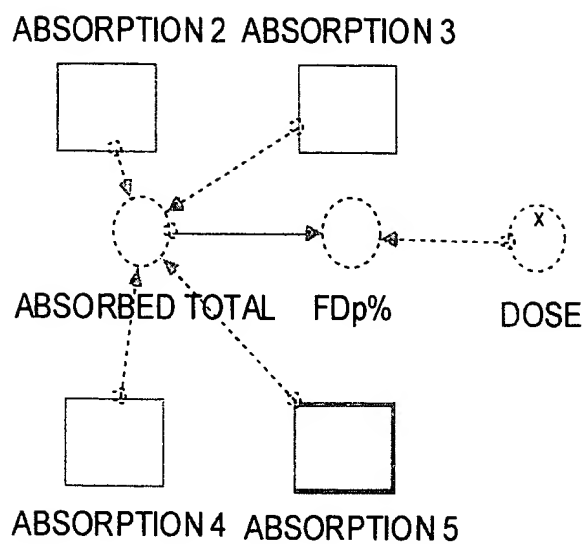 ABSORPTION 2 ABSORPTION 3
x
ABSORBED TOTAL FDp% DOSE
ABSORPTION 4 ABSORPTION 5